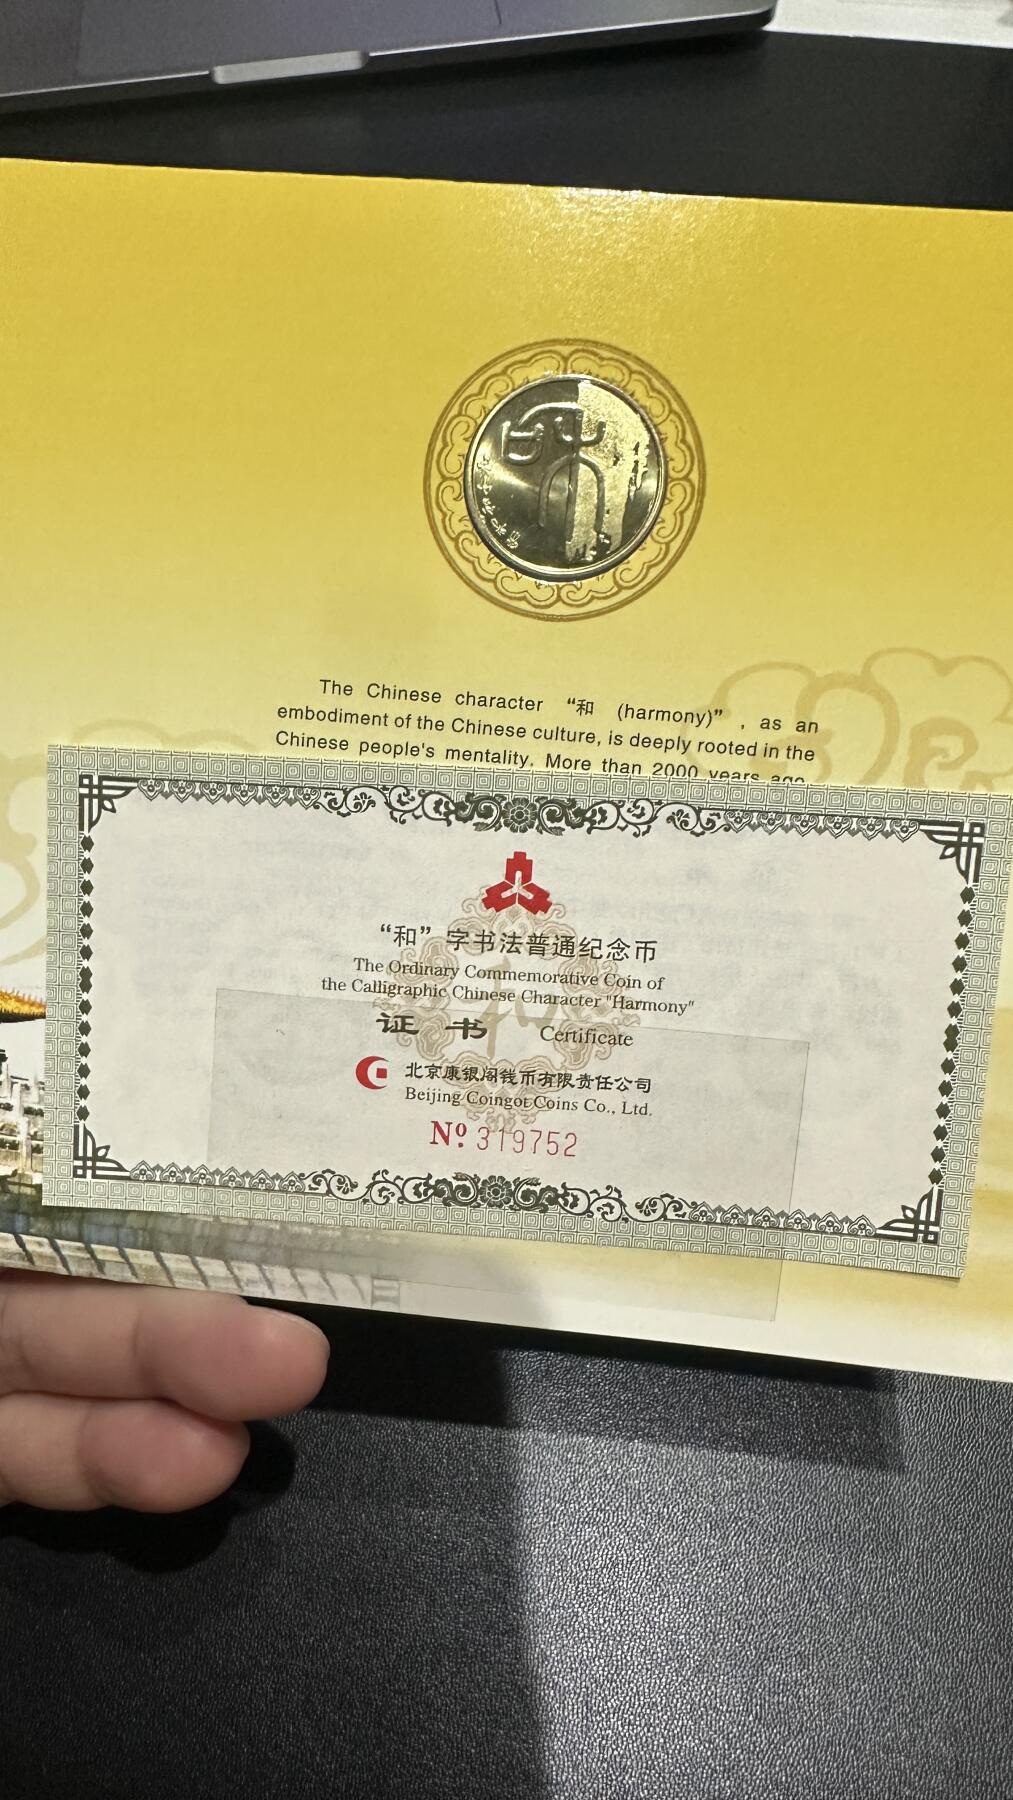 The Chinese character “和 (harmony)”, as an
embodiment of the Chinese culture, is deeply rooted in the
Chinese people's mentality. More than 2000 years ago,
“和”字书法普通纪念币
The Ordinary Commemorative Coin of
the Calligraphic Chinese Character "Harmony"
证 书 Certificate
北京康银阁钱币有限责任公司
Beijing Coingot Coins Co., Ltd.
Nº 319752